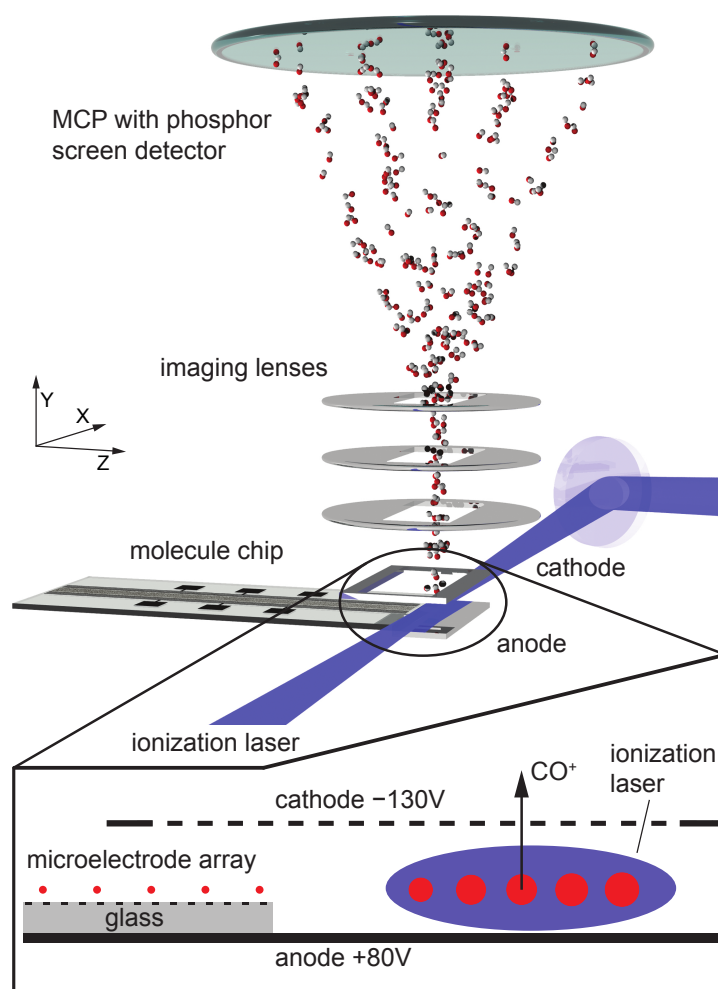 MCP with phosphor
screen detector
imaging lenses
Y
X
Z
molecule chip
cathode
anode
ionization laser
ionization
laser
CO⁺
cathode −130V
microelectrode array
glass
anode +80V